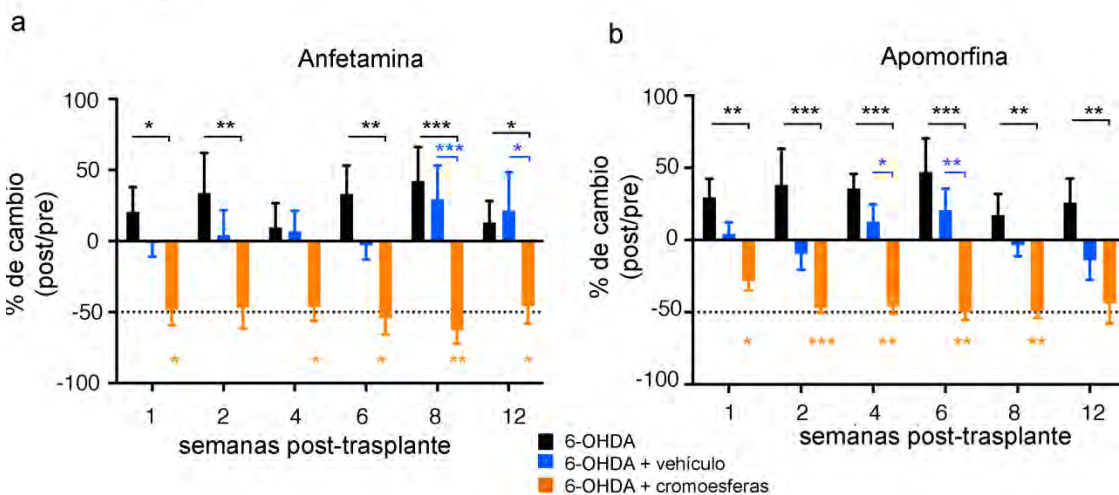 a
Anfetamina
% de cambio
(post/pre)
100
50
0
-50
-100
* ** ** *** *
*** *
* * * ** *
1 2 4 6 8 12
semanas post-trasplante
b
Apomorfina
% de cambio
(post/pre)
100
50
0
-50
-100
** *** *** *** ** **
* **
* *** ** ** **
1 2 4 6 8 12
semanas post-trasplante
6-OHDA
6-OHDA + vehículo
6-OHDA + cromoesferas